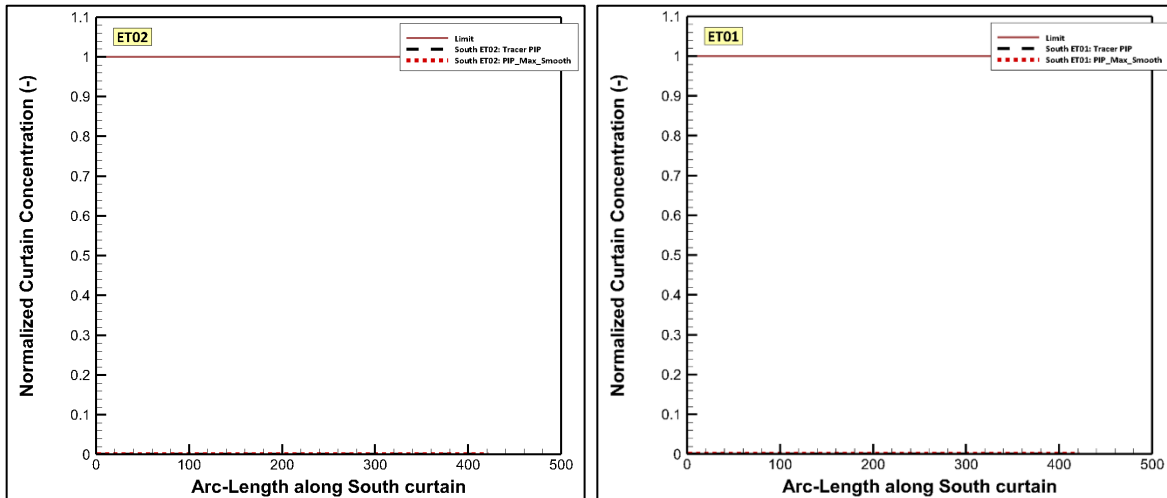 ET02
Limit
South ET02: Tracer PIP
South ET02: PIP_Max_Smooth
Normalized Curtain Concentration (-)
1.1
1
0.9
0.8
0.7
0.6
0.5
0.4
0.3
0.2
0.1
0
0 100 200 300 400 500
Arc-Length along South curtain
ET01
Limit
South ET01: Tracer PIP
South ET01: PIP_Max_Smooth
Normalized Curtain Concentration (-)
1.1
1
0.9
0.8
0.7
0.6
0.5
0.4
0.3
0.2
0.1
0
0 100 200 300 400 500
Arc-Length along South curtain